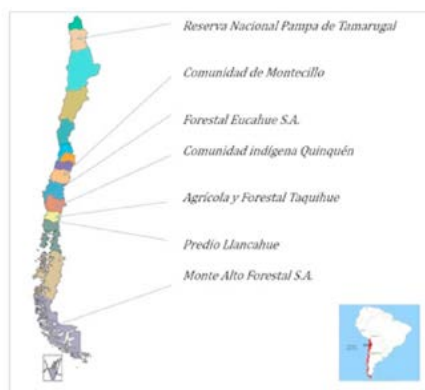 Reserva Nacional Pampa de Tamarugal
Comunidad de Montecillo
Forestal Eucahue S.A.
Comunidad indígena Quinquén
Agrícola y Forestal Taquihue
Predio Llancahue
Monte Alto Forestal S.A.